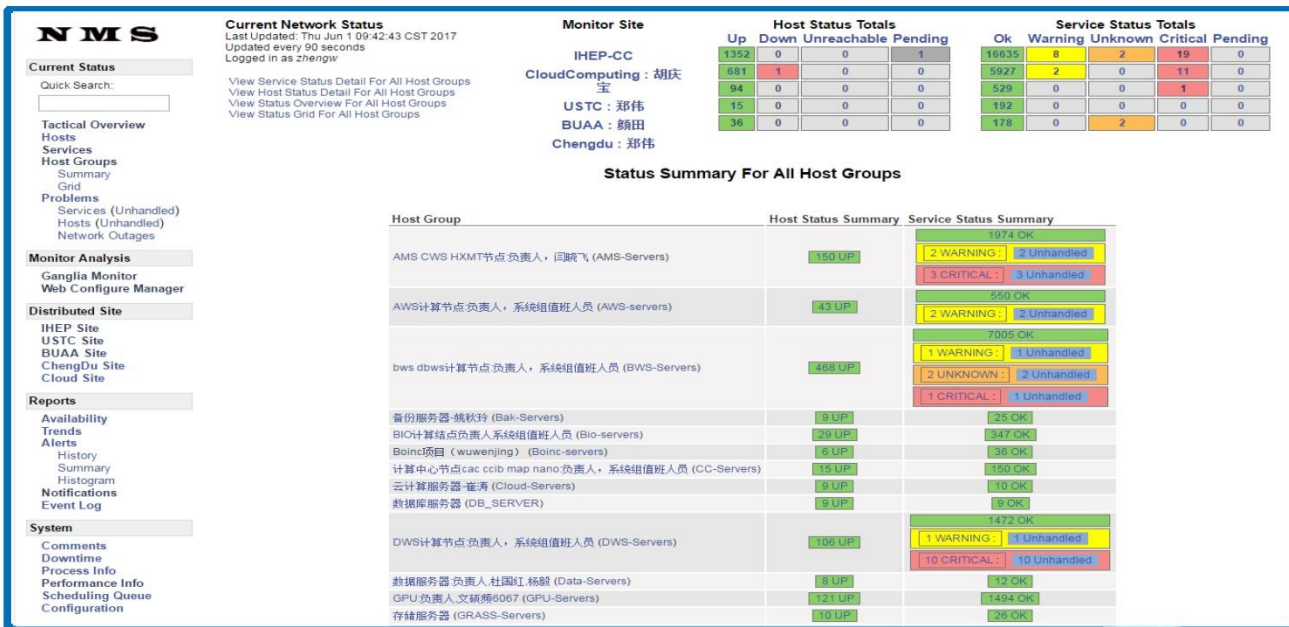 NMS
Current Status
Quick Search:
Tactical Overview
Hosts
Services
Host Groups
Summary
Grid
Problems
Services (Unhandled)
Hosts (Unhandled)
Network Outages
Monitor Analysis
Ganglia Monitor
Web Configure Manager
Distributed Site
IHEP Site
USTC Site
BUAA Site
ChengDu Site
Cloud Site
Reports
Availability
Trends
Alerts
History
Summary
Histogram
Notifications
Event Log
System
Comments
Downtime
Process Info
Performance Info
Scheduling Queue
Configuration
Current Network Status
Last Updated: Thu Jun 1 09:42:43 CST 2017
Updated every 90 seconds
Logged in as zhengw
View Service Status Detail For All Host Groups
View Host Status Detail For All Host Groups
View Status Overview For All Host Groups
View Status Grid For All Host Groups
Monitor Site
IHEP-CC
CloudComputing : 胡庆
宝
USTC : 郑伟
BUAA : 颜田
Chengdu : 郑伟
Host Status Totals
Up Down Unreachable Pending
1352 0 0 1
681 1 0 0
94 0 0 0
15 0 0 0
36 0 0 0
Service Status Totals
Ok Warning Unknown Critical Pending
16635 8 2 19 0
5927 2 0 11 0
529 0 0 1 0
192 0 0 0 0
178 0 2 0 0
Status Summary For All Host Groups
Host Group Host Status Summary Service Status Summary
AMS CWS HXMT节点:负责人，闫晓飞 (AMS-Servers) 150 UP
1974 OK
2 WARNING : 2 Unhandled
3 CRITICAL : 3 Unhandled
AWS计算节点:负责人，系统组值班人员 (AWS-servers) 43 UP
550 OK
2 WARNING : 2 Unhandled
bws dbws计算节点:负责人，系统组值班人员 (BWS-Servers) 468 UP
7005 OK
1 WARNING : 1 Unhandled
2 UNKNOWN : 2 Unhandled
1 CRITICAL : 1 Unhandled
备份服务器-姚秋玲 (Bak-Servers) 9 UP 25 OK
BIO计算结点负责人系统组值班人员 (Bio-servers) 29 UP 347 OK
Boinc项目（wuwenjing）(Boinc-servers) 6 UP 36 OK
计算中心节点cac ccib map nano:负责人，系统组值班人员 (CC-Servers) 15 UP 150 OK
云计算服务器-崔涛 (Cloud-Servers) 9 UP 10 OK
数据库服务器 (DB_SERVER) 9 UP 9 OK
DWS计算节点:负责人，系统组值班人员 (DWS-Servers) 106 UP
1472 OK
1 WARNING : 1 Unhandled
10 CRITICAL : 10 Unhandled
数据服务器:负责人,杜国红,杨毅 (Data-Servers) 8 UP 12 OK
GPU:负责人,文硕频6067 (GPU-Servers) 121 UP 1494 OK
存储服务器 (GRASS-Servers) 10 UP 26 OK